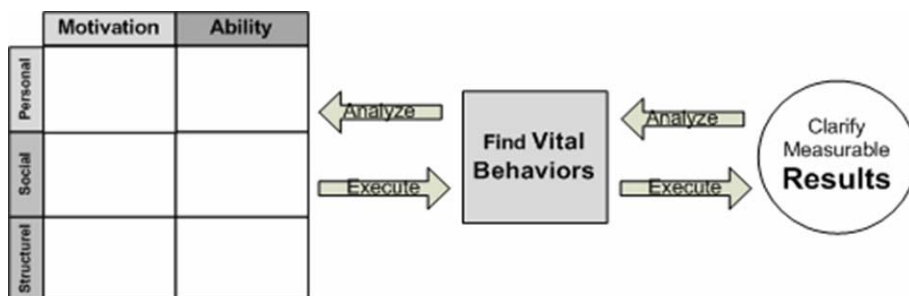 Motivation Ability
Personal
Analyze
Analyze
Clarify
Measurable
Results
Find Vital
Behaviors
Social
Execute
Execute
Structurel